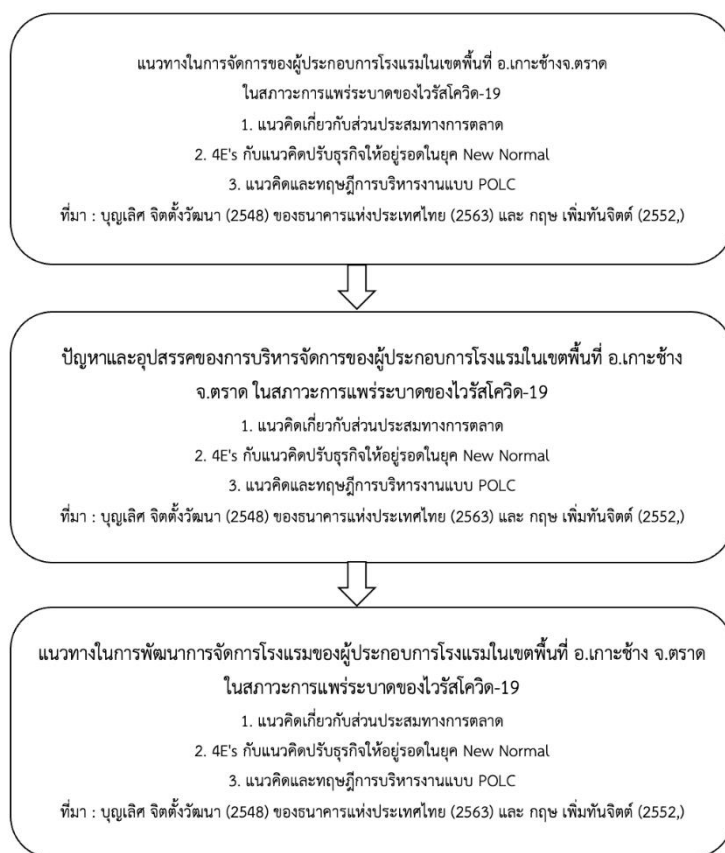 แนวทางในการจัดการของผู้ประกอบการโรงแรมในเขตพื้นที่ อ.เกาะช้างจ.ตราด
ในสภาวะการแพร่ระบาดของไวรัสโควิด-19
1. แนวคิดเกี่ยวกับส่วนประสมทางการตลาด
2. 4E's กับแนวคิดปรับธุรกิจให้อยู่รอดในยุค New Normal
3. แนวคิดและทฤษฎีการบริหารงานแบบ POLC
ที่มา : บุญเลิศ จิตตั้งวัฒนา (2548) ของธนาคารแห่งประเทศไทย (2563) และ กฤษ เพิ่มทันจิตต์ (2552,)
ปัญหาและอุปสรรคของการบริหารจัดการของผู้ประกอบการโรงแรมในเขตพื้นที่ อ.เกาะช้าง
จ.ตราด ในสภาวะการแพร่ระบาดของไวรัสโควิด-19
1. แนวคิดเกี่ยวกับส่วนประสมทางการตลาด
2. 4E's กับแนวคิดปรับธุรกิจให้อยู่รอดในยุค New Normal
3. แนวคิดและทฤษฎีการบริหารงานแบบ POLC
ที่มา : บุญเลิศ จิตตั้งวัฒนา (2548) ของธนาคารแห่งประเทศไทย (2563) และ กฤษ เพิ่มทันจิตต์ (2552,)
แนวทางในการพัฒนาการจัดการโรงแรมของผู้ประกอบการโรงแรมในเขตพื้นที่ อ.เกาะช้าง จ.ตราด
ในสภาวะการแพร่ระบาดของไวรัสโควิด-19
1. แนวคิดเกี่ยวกับส่วนประสมทางการตลาด
2. 4E's กับแนวคิดปรับธุรกิจให้อยู่รอดในยุค New Normal
3. แนวคิดและทฤษฎีการบริหารงานแบบ POLC
ที่มา : บุญเลิศ จิตตั้งวัฒนา (2548) ของธนาคารแห่งประเทศไทย (2563) และ กฤษ เพิ่มทันจิตต์ (2552,)